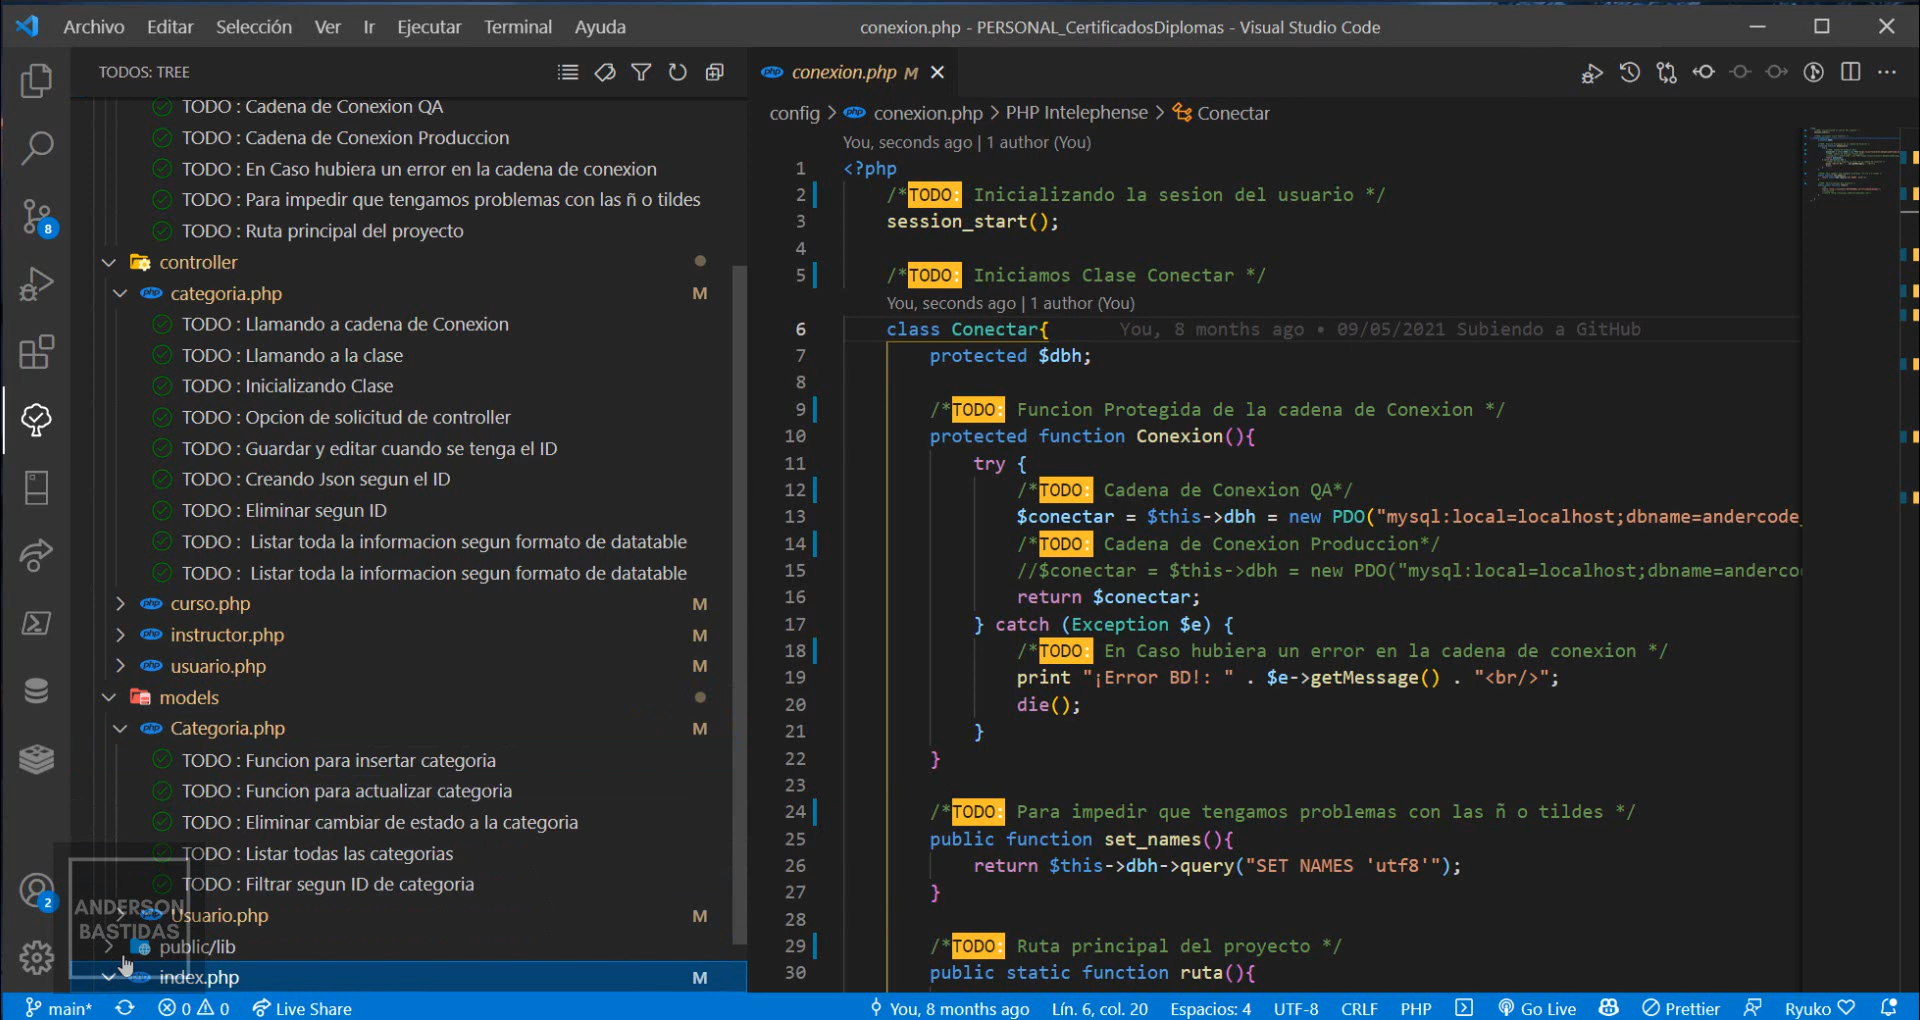 Archivo Editar Selección Ver Ir Ejecutar Terminal Ayuda
conexion.php - PERSONAL_CertificadosDiplomas - Visual Studio Code
TODOS: TREE
TODO : Cadena de Conexion QA
TODO : Cadena de Conexion Produccion
TODO : En Caso hubiera un error en la cadena de conexion
TODO : Para impedir que tengamos problemas con las ñ o tildes
TODO : Ruta principal del proyecto
controller
categoria.php M
TODO : Llamando a cadena de Conexion
TODO : Llamando a la clase
TODO : Inicializando Clase
TODO : Opcion de solicitud de controller
TODO : Guardar y editar cuando se tenga el ID
TODO : Creando Json segun el ID
TODO : Eliminar segun ID
TODO :  Listar toda la informacion segun formato de datatable
TODO :  Listar toda la informacion segun formato de datatable
curso.php M
instructor.php M
usuario.php M
models
Categoria.php M
TODO : Funcion para insertar categoria
TODO : Funcion para actualizar categoria
TODO : Eliminar cambiar de estado a la categoria
TODO : Listar todas las categorias
TODO : Filtrar segun ID de categoria
Usuario.php M
public/lib
index.php M
8
2
ANDERSON
BASTIDAS
php conexion.php M
config > conexion.php > PHP Intelephense > Conectar
You, seconds ago | 1 author (You)
1 <?php
2 /*TODO: Inicializando la sesion del usuario */
3 session_start();
4
5 /*TODO: Iniciamos Clase Conectar */
You, seconds ago | 1 author (You)
6 class Conectar{ You, 8 months ago • 09/05/2021 Subiendo a GitHub
7 protected $dbh;
8
9 /*TODO: Funcion Protegida de la cadena de Conexion */
10 protected function Conexion(){
11 try {
12 /*TODO: Cadena de Conexion QA*/
13 $conectar = $this->dbh = new PDO("mysql:local=localhost;dbname=andercode_
14 /*TODO: Cadena de Conexion Produccion*/
15 //$conectar = $this->dbh = new PDO("mysql:local=localhost;dbname=anderco
16 return $conectar;
17 } catch (Exception $e) {
18 /*TODO: En Caso hubiera un error en la cadena de conexion */
19 print "¡Error BD!: " . $e->getMessage() . "<br/>";
20 die();
21 }
22 }
23
24 /*TODO: Para impedir que tengamos problemas con las ñ o tildes */
25 public function set_names(){
26 return $this->dbh->query("SET NAMES 'utf8'");
27 }
28
29 /*TODO: Ruta principal del proyecto */
30 public static function ruta(){
main* 0 0 Live Share You, 8 months ago Lín. 6, col. 20 Espacios: 4 UTF-8 CRLF PHP Go Live Prettier Ryuko